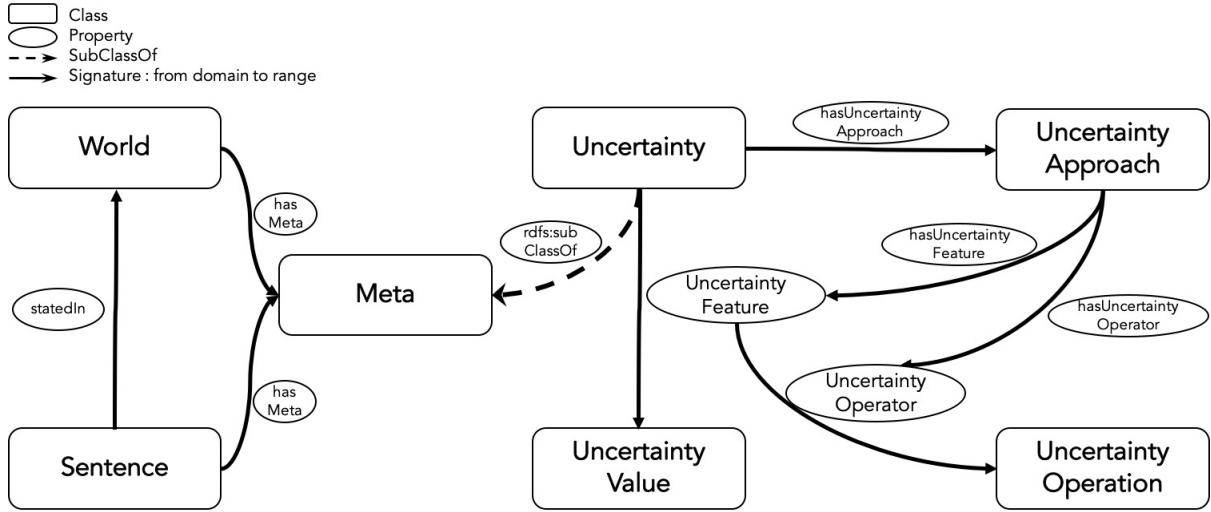 Class
Property
SubClassOf
Signature : from domain to range
World
Uncertainty
hasUncertainty
Approach
Uncertainty
Approach
has
Meta
rdfs:sub
ClassOf
hasUncertainty
Feature
Meta
Uncertainty
Feature
statedIn
hasUncertainty
Operator
has
Meta
Uncertainty
Operator
Sentence
Uncertainty
Value
Uncertainty
Operation